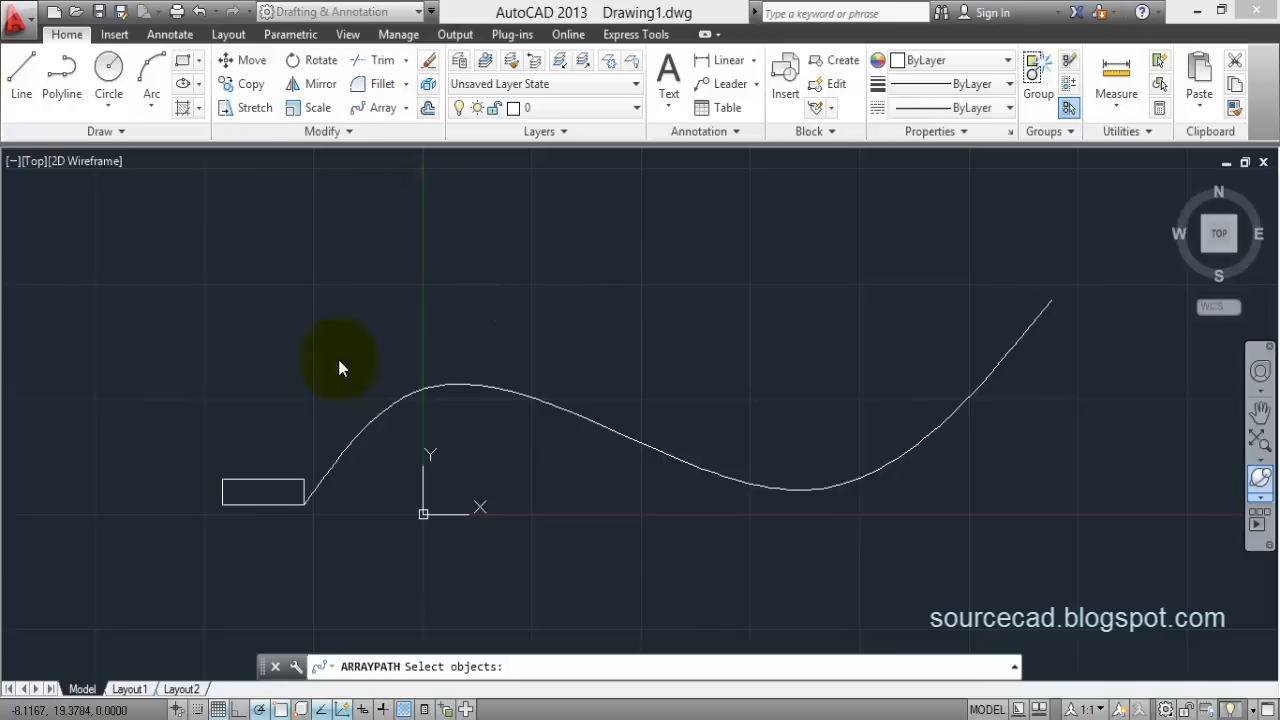 Drafting & Annotation
AutoCAD 2013 Drawing1.dwg
Type a keyword or phrase
Sign In
Home Insert Annotate Layout Parametric View Manage Output Plug-ins Online Express Tools
Line
Polyline
Circle
Arc
Draw
Move
Copy
Stretch
Rotate
Mirror
Scale
Trim
Fillet
Array
Modify
Unsaved Layer State
0
Layers
Text
Linear
Leader
Table
Annotation
Insert
Create
Edit
Block
ByLayer
ByLayer
ByLayer
Properties
Group
Groups
Measure
Utilities
Paste
Clipboard
[−][Top][2D Wireframe]
N
W
TOP
E
S
WCS
Y
X
sourcecad.blogspot.com
ARRAYPATH Select objects:
Model Layout1 Layout2
-8.1167, 19.3784, 0.0000
MODEL
1:1